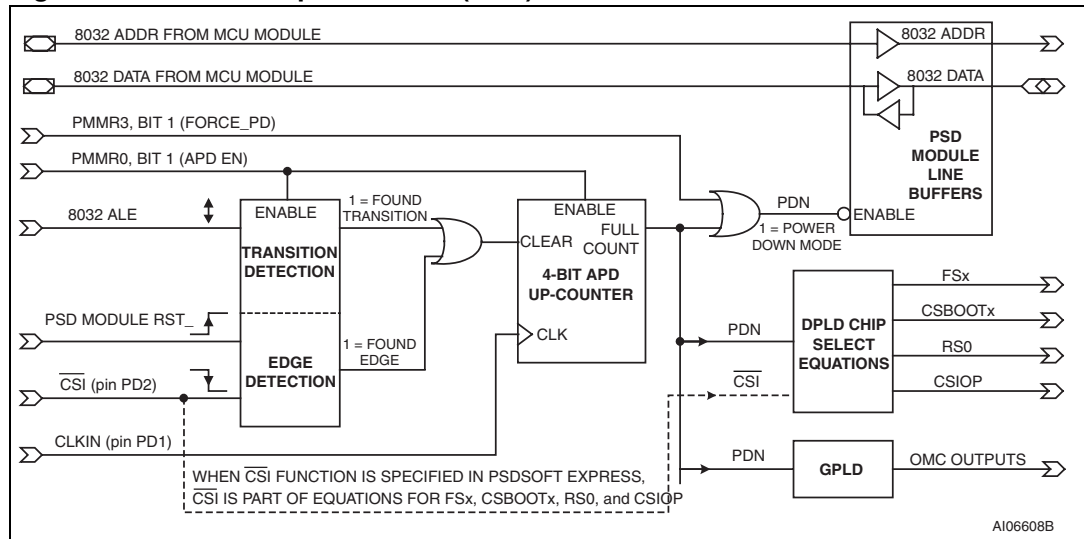 8032 ADDR FROM MCU MODULE
8032 ADDR
8032 DATA FROM MCU MODULE
8032 DATA
PMMR3, BIT 1 (FORCE_PD)
PSD
MODULE
LINE
BUFFERS
PMMR0, BIT 1 (APD EN)
8032 ALE
ENABLE
1 = FOUND
TRANSITION
ENABLE
FULL
COUNT
PDN
1 = POWER
DOWN MODE
ENABLE
TRANSITION
DETECTION
CLEAR
4-BIT APD
UP-COUNTER
PSD MODULE RST_
EDGE
DETECTION
1 = FOUND
EDGE
CLK
PDN
DPLD CHIP
SELECT
EQUATIONS
FSx
CSBOOTx
RS0
CSIOP
CSI (pin PD2)
CSI
CLKIN (pin PD1)
WHEN CSI FUNCTION IS SPECIFIED IN PSDSOFT EXPRESS,
CSI IS PART OF EQUATIONS FOR FSx, CSBOOTx, RS0, and CSIOP
PDN
GPLD
OMC OUTPUTS
AI06608B